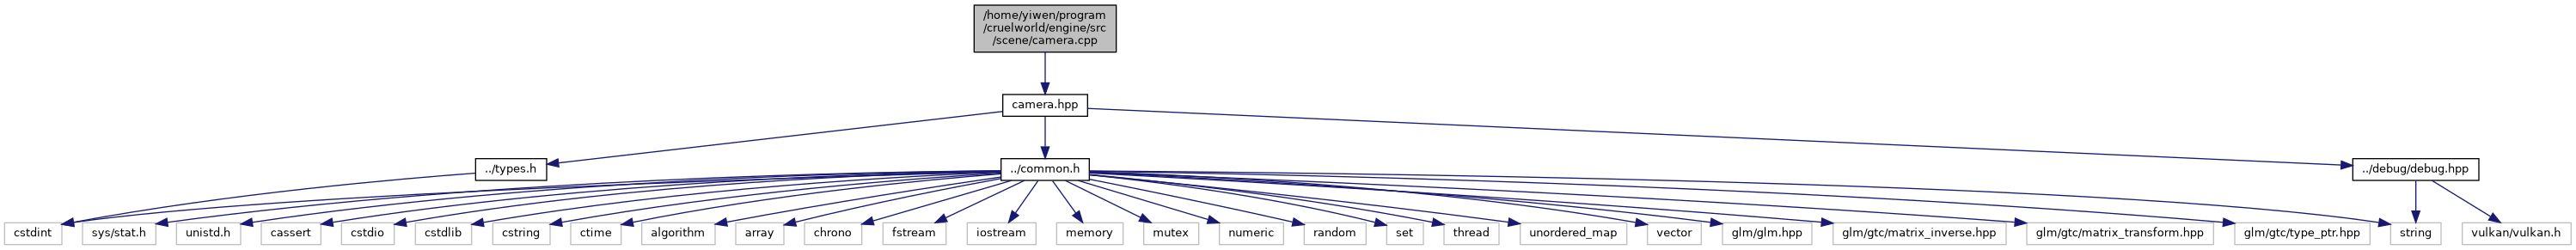 /home/yiwen/program
/cruelworld/engine/src
/scene/camera.cpp
camera.hpp
../types.h
../common.h
../debug/debug.hpp
cstdint
sys/stat.h
unistd.h
cassert
cstdio
cstdlib
cstring
ctime
algorithm
array
chrono
fstream
iostream
memory
mutex
numeric
random
set
thread
unordered_map
vector
glm/glm.hpp
glm/gtc/matrix_inverse.hpp
glm/gtc/matrix_transform.hpp
glm/gtc/type_ptr.hpp
string
vulkan/vulkan.h